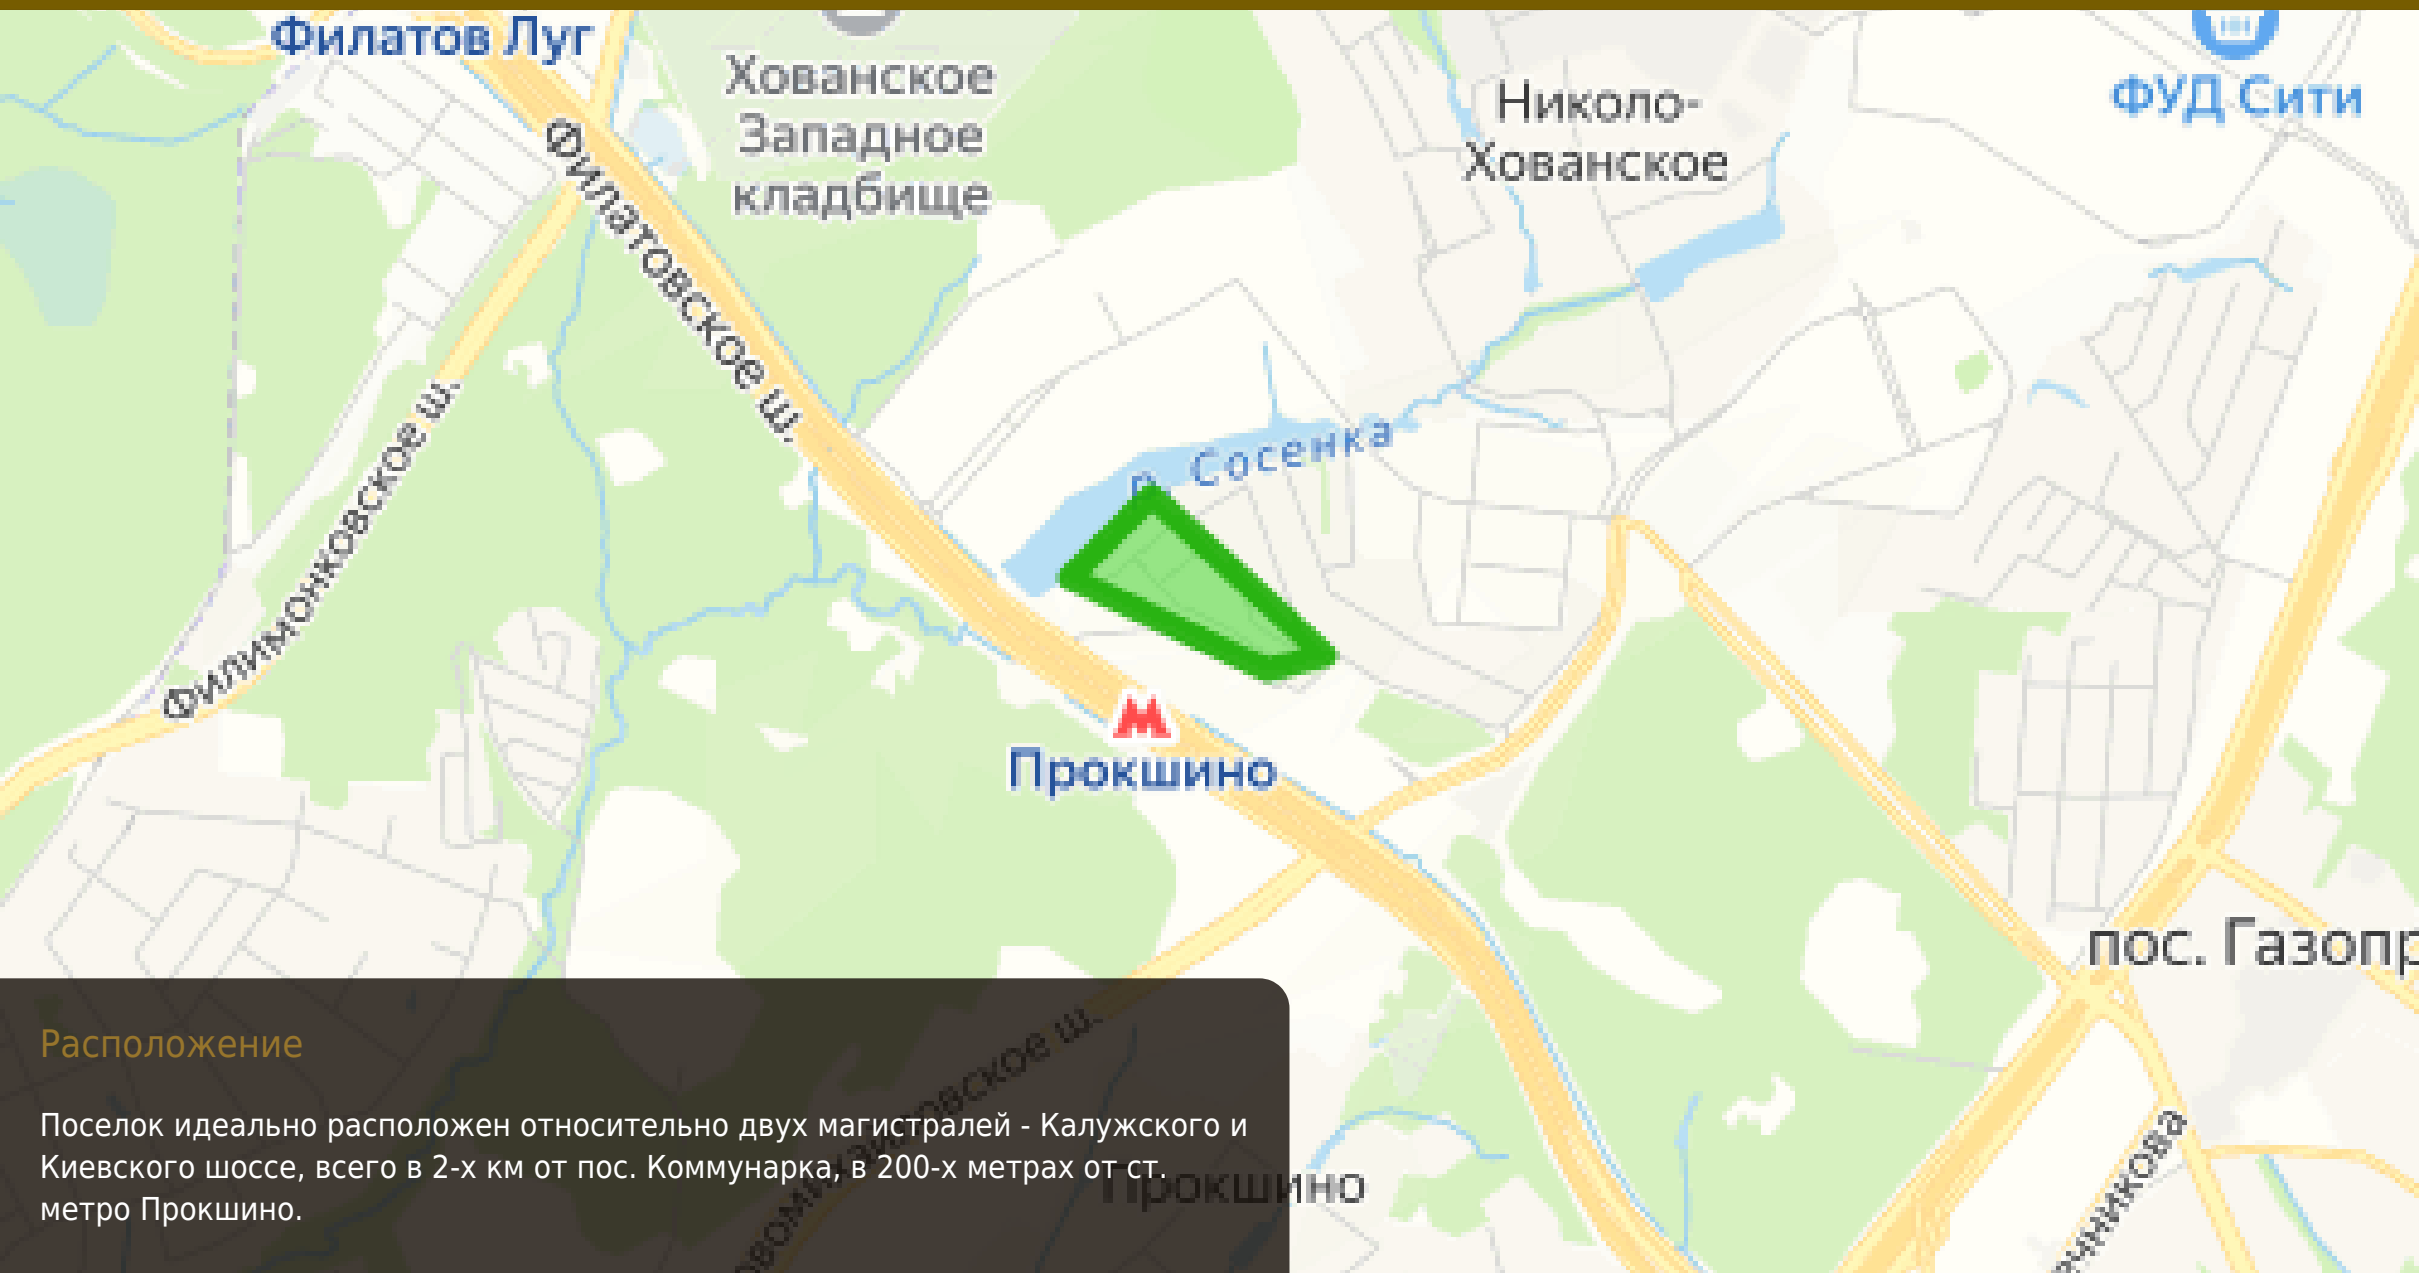 Филатов Луг
Хованское
Западное
кладбище
Николо-
Хованское
ФУД Сити
Филатовское ш.
Филимонковское ш.
р. Сосенка
Прокшино
пос. Газопр
Расположение
Поселок идеально расположен относительно двух магистралей - Калужского и
Киевского шоссе, всего в 2-х км от пос. Коммунарка, в 200-х метрах от ст.
метро Прокшино.
Прокшино